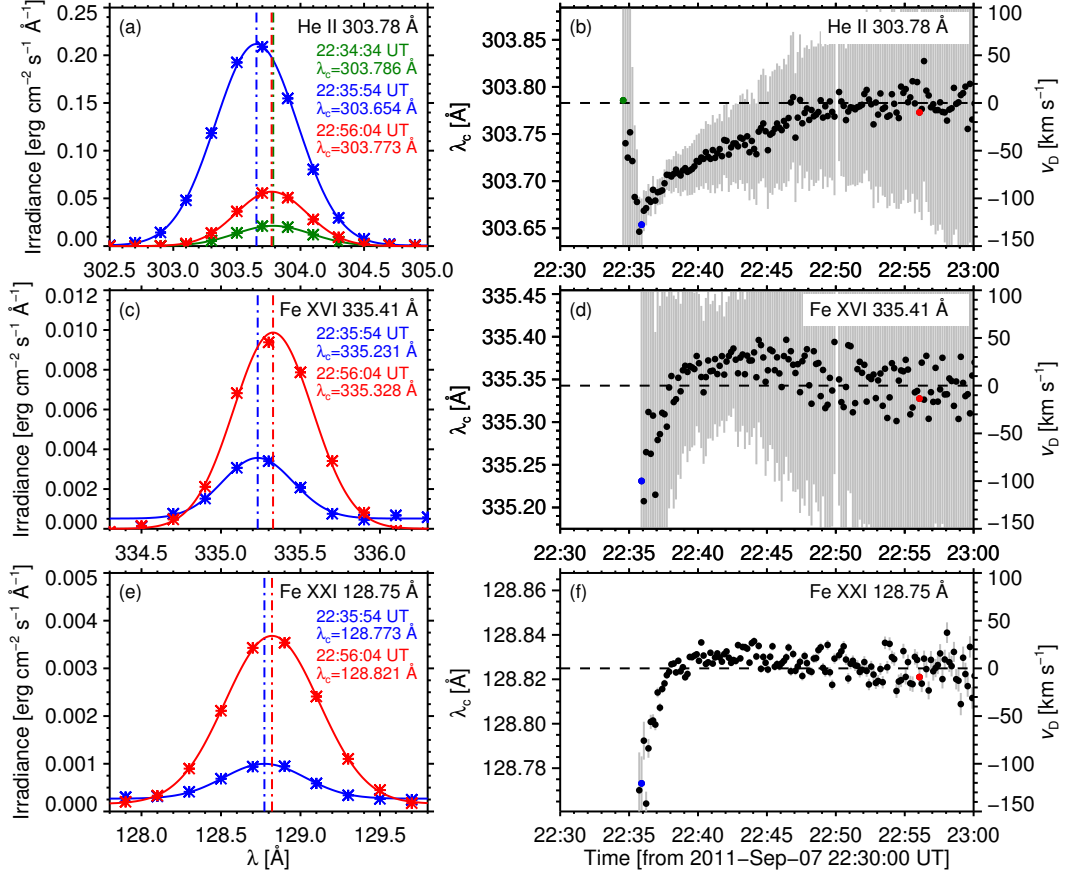 (a) He II 303.78 Å
22:34:34 UT
λc=303.786 Å
22:35:54 UT
λc=303.654 Å
22:56:04 UT
λc=303.773 Å
Irradiance [erg cm−2 s−1 Å−1]
0.25
0.20
0.15
0.10
0.05
0.00
302.5 303.0 303.5 304.0 304.5 305.0
(b) He II 303.78 Å
λc [Å]
303.85
303.80
303.75
303.70
303.65
vD [km s−1]
100
50
0
−50
−100
−150
22:30 22:35 22:40 22:45 22:50 22:55 23:00
(c) Fe XVI 335.41 Å
22:35:54 UT
λc=335.231 Å
22:56:04 UT
λc=335.328 Å
Irradiance [erg cm−2 s−1 Å−1]
0.012
0.010
0.008
0.006
0.004
0.002
0.000
334.5 335.0 335.5 336.0
(d) Fe XVI 335.41 Å
λc [Å]
335.45
335.40
335.35
335.30
335.25
335.20
vD [km s−1]
100
50
0
−50
−100
−150
22:30 22:35 22:40 22:45 22:50 22:55 23:00
(e) Fe XXI 128.75 Å
22:35:54 UT
λc=128.773 Å
22:56:04 UT
λc=128.821 Å
Irradiance [erg cm−2 s−1 Å−1]
0.005
0.004
0.003
0.002
0.001
0.000
128.0 128.5 129.0 129.5
λ [Å]
(f) Fe XXI 128.75 Å
λc [Å]
128.86
128.84
128.82
128.80
128.78
vD [km s−1]
100
50
0
−50
−100
−150
22:30 22:35 22:40 22:45 22:50 22:55 23:00
Time [from 2011−Sep−07 22:30:00 UT]